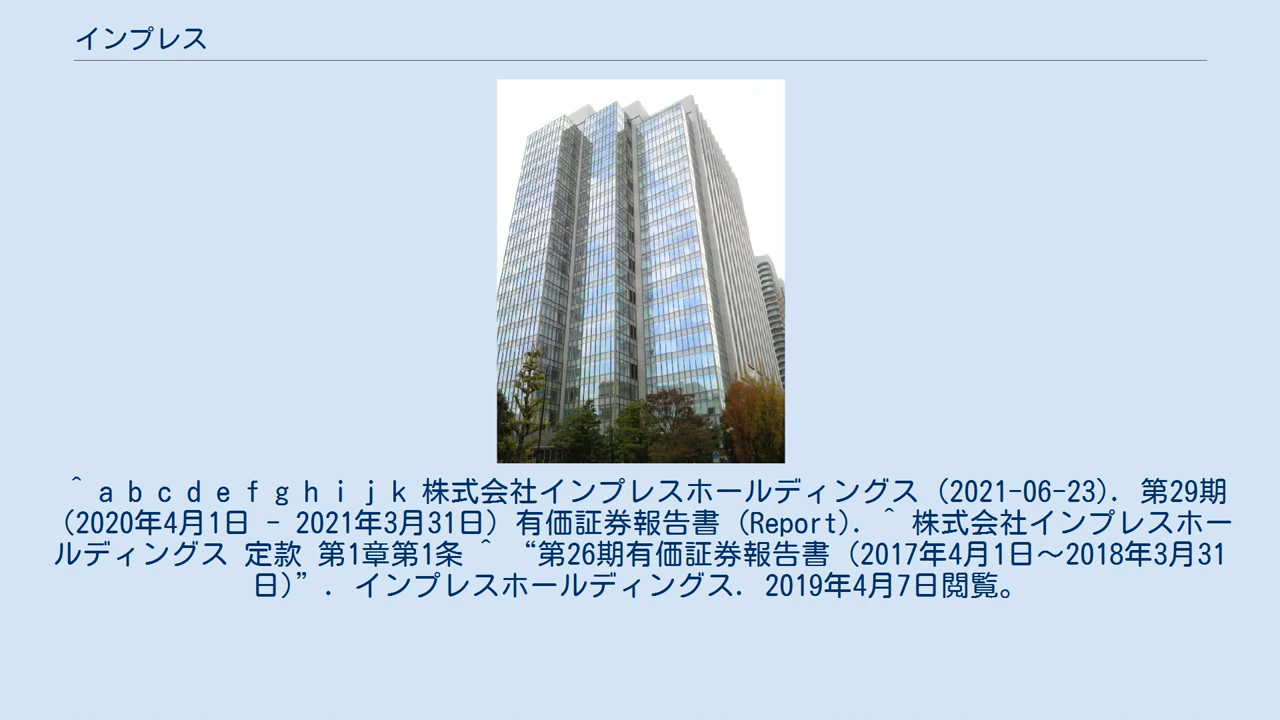 インプレス
^ a b c d e f g h i j k 株式会社インプレスホールディングス (2021-06-23). 第29期
(2020年4月1日 - 2021年3月31日) 有価証券報告書 (Report). ^ 株式会社インプレスホー
ルディングス 定款 第1章第1条 ^ “第26期有価証券報告書 (2017年4月1日〜2018年3月31
日)”. インプレスホールディングス. 2019年4月7日閲覧。